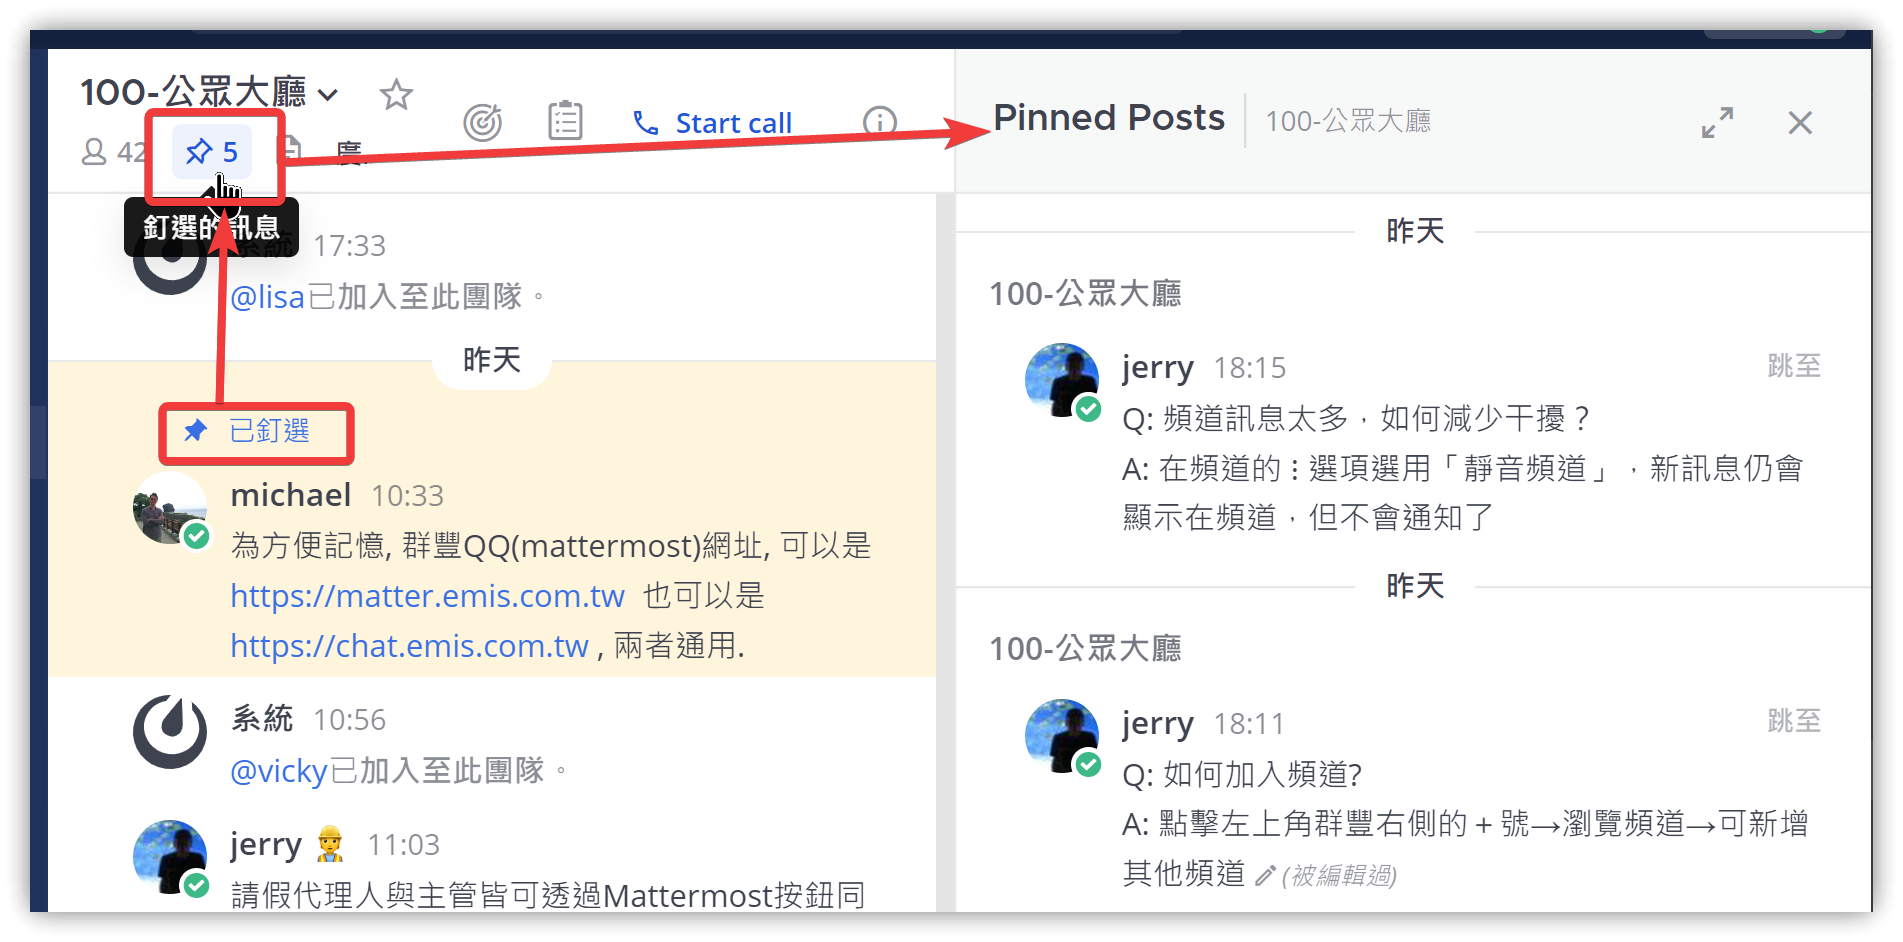 100-公眾大廳
42
5
度
Start call
釘選的訊息
系統 17:33
@lisa已加入至此團隊。
昨天
已釘選
michael 10:33
為方便記憶, 群豐QQ(mattermost)網址, 可以是
https://matter.emis.com.tw 也可以是
https://chat.emis.com.tw , 兩者通用.
系統 10:56
@vicky已加入至此團隊。
jerry 11:03
請假代理人與主管皆可透過Mattermost按鈕同
Pinned Posts 100-公眾大廳
昨天
100-公眾大廳
jerry 18:15 跳至
Q: 頻道訊息太多，如何減少干擾？
A: 在頻道的⋮選項選用「靜音頻道」，新訊息仍會
顯示在頻道，但不會通知了
昨天
100-公眾大廳
jerry 18:11 跳至
Q: 如何加入頻道?
A: 點擊左上角群豐右側的＋號→瀏覽頻道→可新增
其他頻道 (被編輯過)